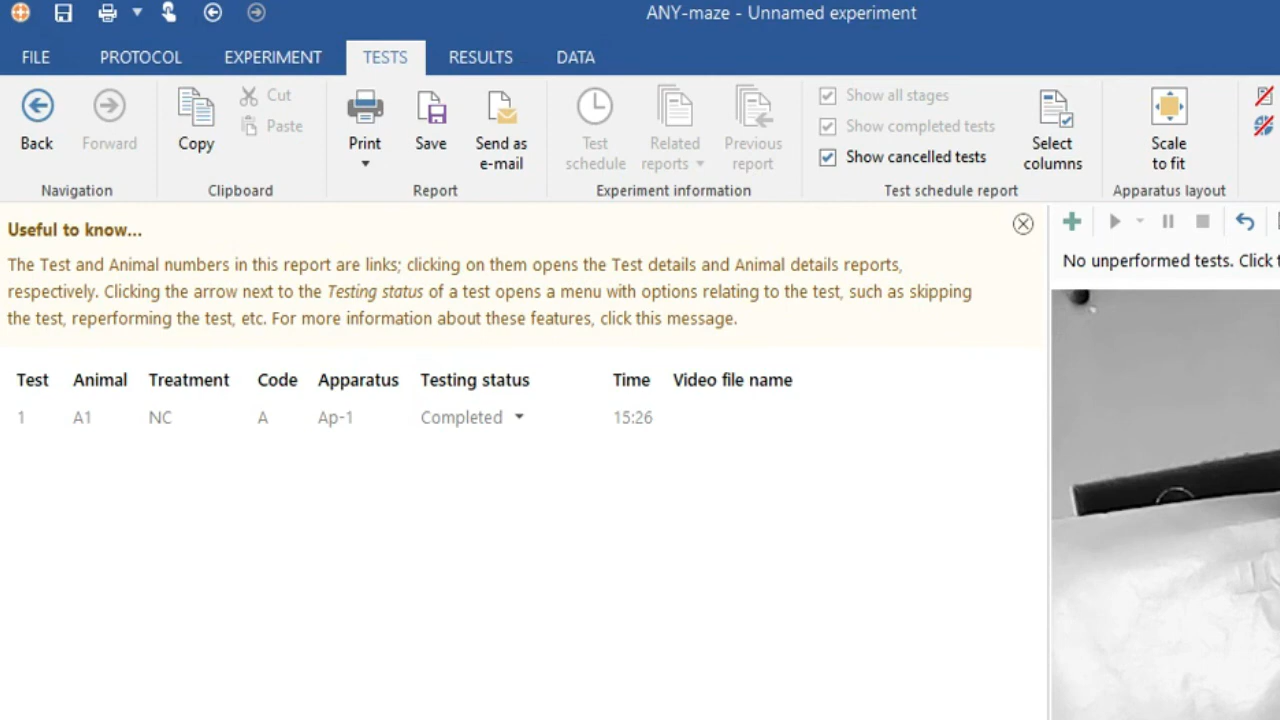 ANY-maze - Unnamed experiment
FILE PROTOCOL EXPERIMENT TESTS RESULTS DATA
Back Forward Copy Cut Paste Print Save Send as e-mail Test schedule Related reports Previous report Show all stages Show completed tests Show cancelled tests Select columns Scale to fit
Navigation Clipboard Report Experiment information Test schedule report Apparatus layout
Useful to know...
The Test and Animal numbers in this report are links; clicking on them opens the Test details and Animal details reports,
respectively. Clicking the arrow next to the Testing status of a test opens a menu with options relating to the test, such as skipping
the test, reperforming the test, etc. For more information about these features, click this message.
No unperformed tests. Click
Test Animal Treatment Code Apparatus Testing status Time Video file name
1 A1 NC A Ap-1 Completed 15:26